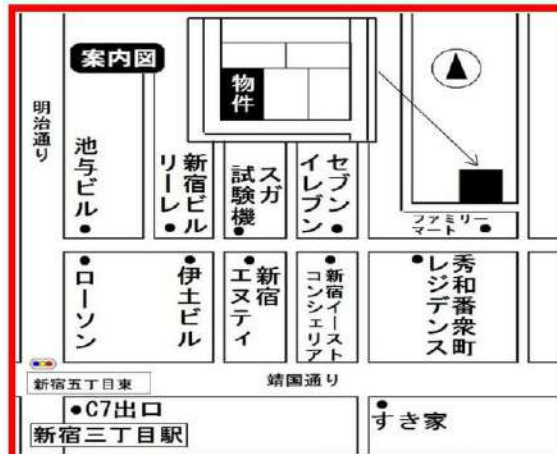 案内図
物件
明治通り
池与ビル
新宿ビル
リーレ
スガ
試験機
セブン
イレブン
ファミリー
マート
ローソン
伊土ビル
新宿
エヌティ
新宿イースト
コンシェリア
秀和番衆町
レジデンス
新宿五丁目東
靖国通り
C7出口
新宿三丁目駅
すき家